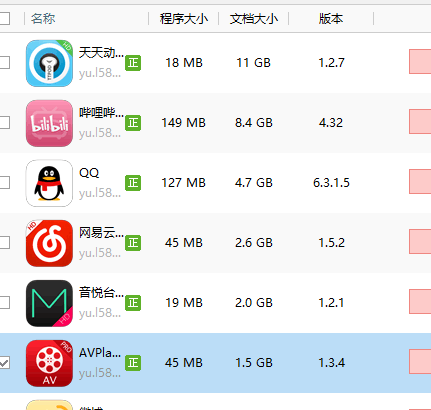 名称 程序大小 文档大小 版本
天天动... 正 18 MB 11 GB 1.2.7
yu.l58...
哔哩哔... 正 149 MB 8.4 GB 4.32
yu.l58...
bilibili
QQ 正 127 MB 4.7 GB 6.3.1.5
yu.l58...
HD
网易云... 正 45 MB 2.6 GB 1.5.2
yu.l58...
音悦台... 正 19 MB 2.0 GB 1.2.1
yu.l58...
HD
PRO
AVPla... 正 45 MB 1.5 GB 1.3.4
yu.l58...
AV